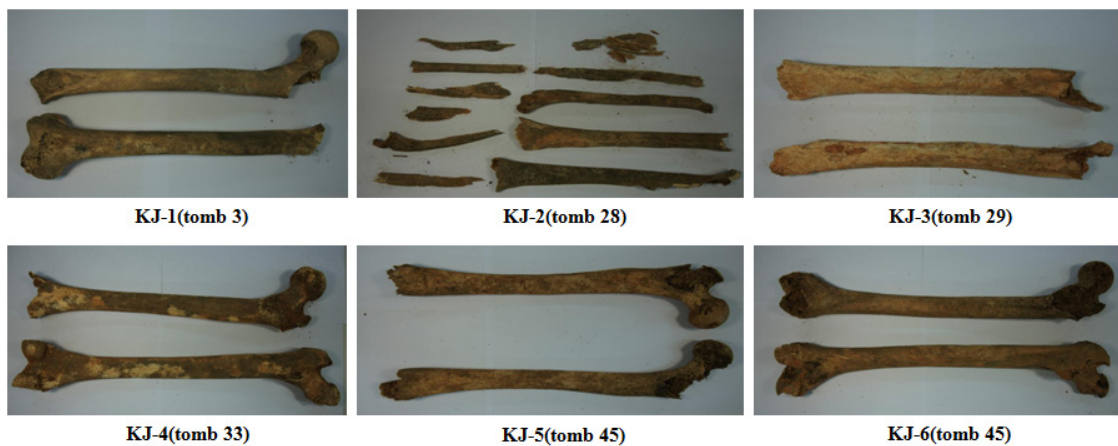 KJ-1(tomb 3)
KJ-2(tomb 28)
KJ-3(tomb 29)
KJ-4(tomb 33)
KJ-5(tomb 45)
KJ-6(tomb 45)